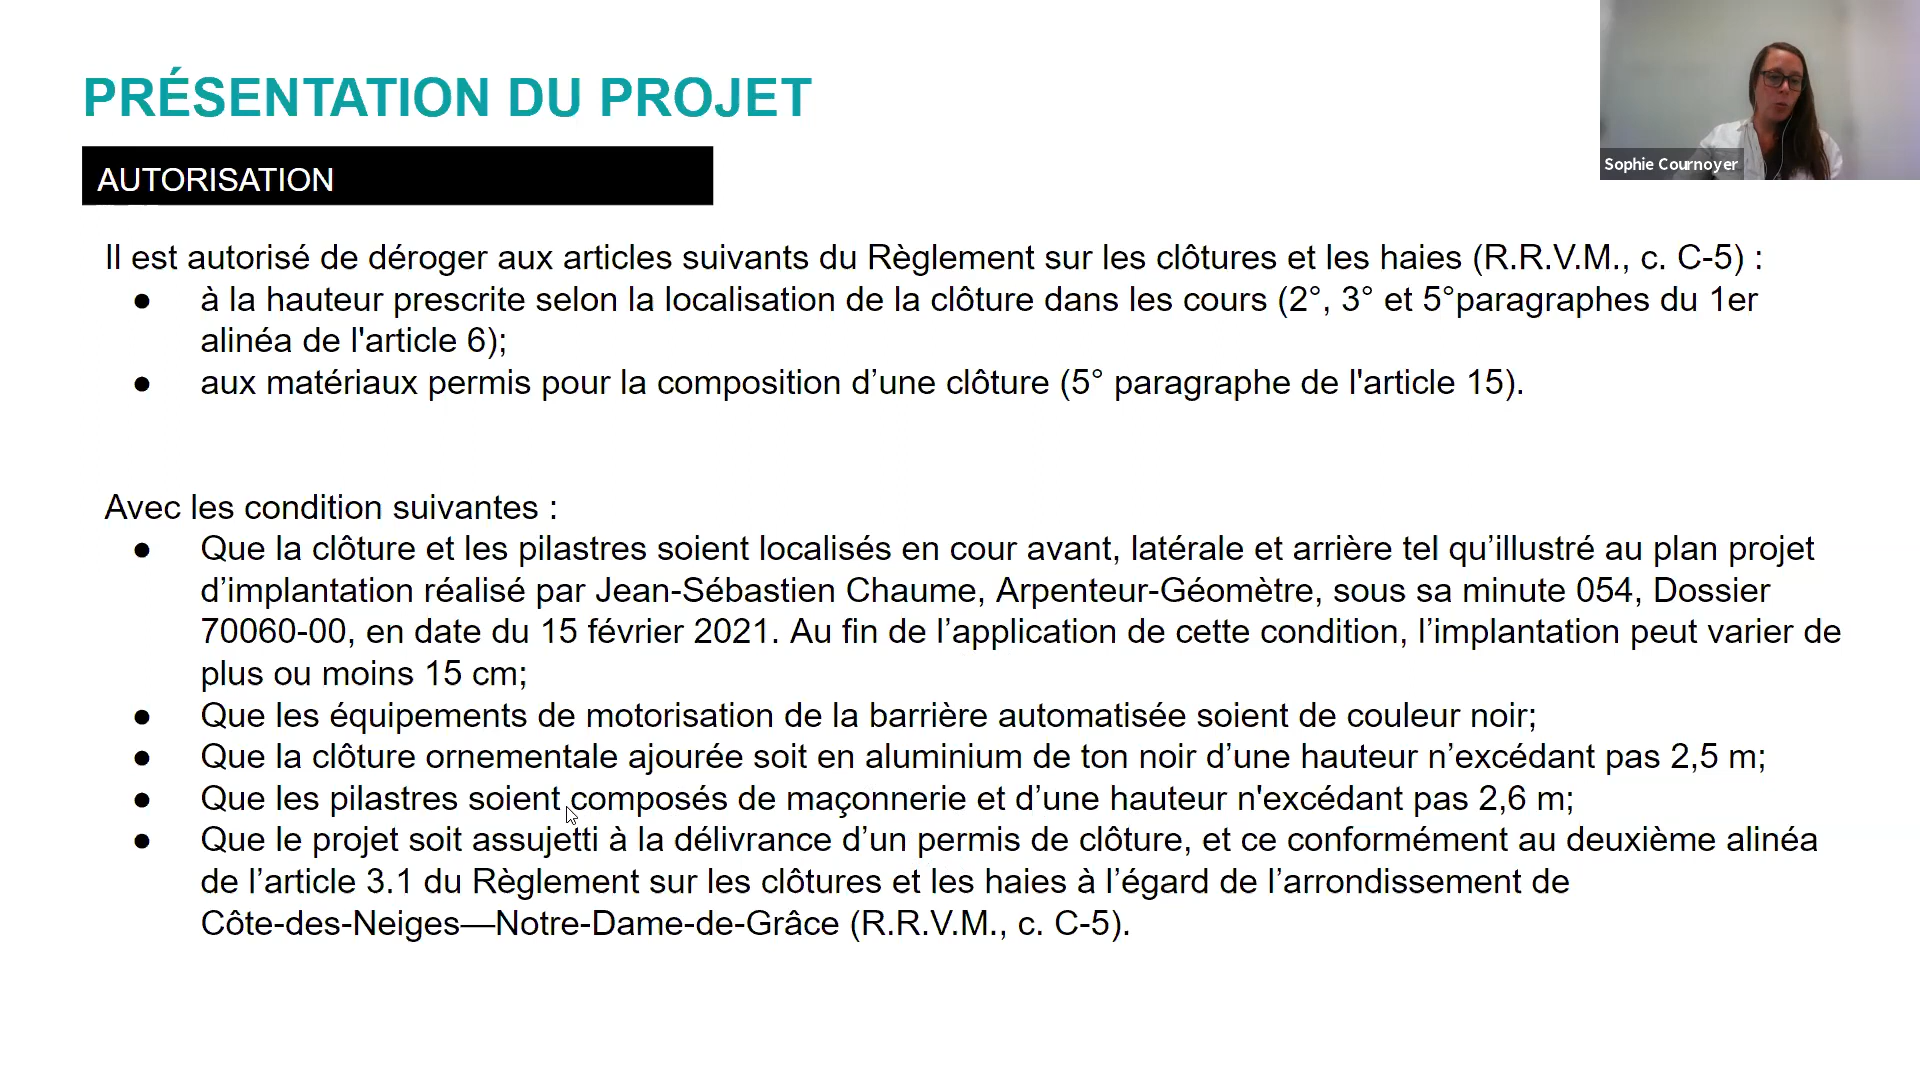 PRÉSENTATION DU PROJET
Sophie Cournoyer
AUTORISATION
Il est autorisé de déroger aux articles suivants du Règlement sur les clôtures et les haies (R.R.V.M., c. C-5) :
● à la hauteur prescrite selon la localisation de la clôture dans les cours (2°, 3° et 5°paragraphes du 1er
alinéa de l'article 6);
● aux matériaux permis pour la composition d’une clôture (5° paragraphe de l'article 15).
Avec les condition suivantes :
● Que la clôture et les pilastres soient localisés en cour avant, latérale et arrière tel qu’illustré au plan projet
d’implantation réalisé par Jean-Sébastien Chaume, Arpenteur-Géomètre, sous sa minute 054, Dossier
70060-00, en date du 15 février 2021. Au fin de l’application de cette condition, l’implantation peut varier de
plus ou moins 15 cm;
● Que les équipements de motorisation de la barrière automatisée soient de couleur noir;
● Que la clôture ornementale ajourée soit en aluminium de ton noir d’une hauteur n’excédant pas 2,5 m;
● Que les pilastres soient composés de maçonnerie et d’une hauteur n'excédant pas 2,6 m;
● Que le projet soit assujetti à la délivrance d’un permis de clôture, et ce conformément au deuxième alinéa
de l’article 3.1 du Règlement sur les clôtures et les haies à l’égard de l’arrondissement de
Côte-des-Neiges—Notre-Dame-de-Grâce (R.R.V.M., c. C-5).